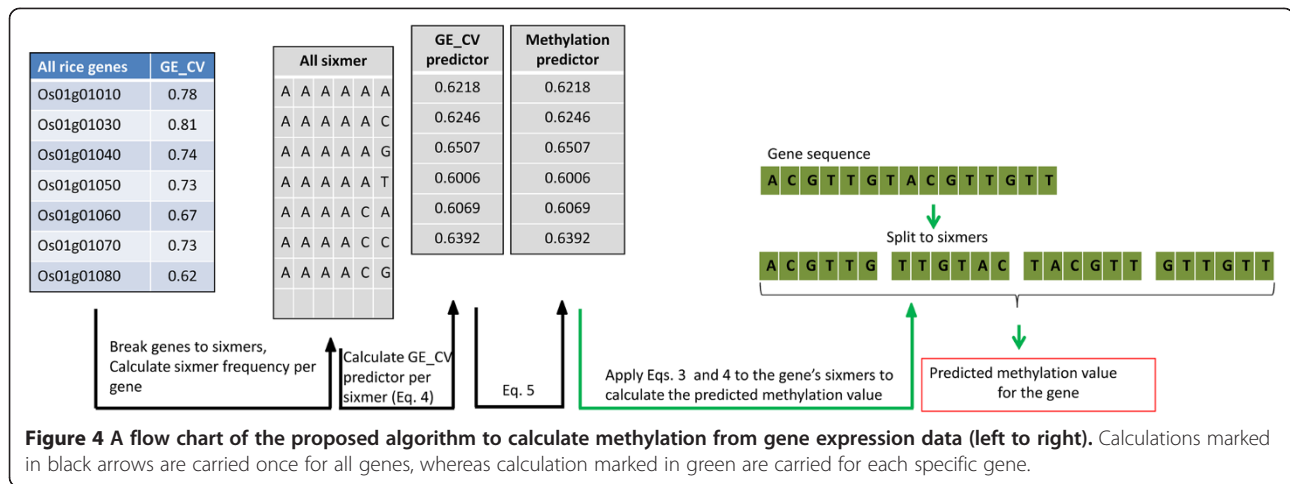 All rice genes GE_CV
Os01g01010 0.78
Os01g01030 0.81
Os01g01040 0.74
Os01g01050 0.73
Os01g01060 0.67
Os01g01070 0.73
Os01g01080 0.62
All sixmer
A A A A A A
A A A A A C
A A A A A G
A A A A A T
A A A A C A
A A A A C C
A A A A C G
GE_CV
predictor
0.6218
0.6246
0.6507
0.6006
0.6069
0.6392
Methylation
predictor
0.6218
0.6246
0.6507
0.6006
0.6069
0.6392
Gene sequence
A C G T T G T A C G T T G T T
Split to sixmers
A C G T T G T T G T A C T A C G T T G T T G T T
Break genes to sixmers,
Calculate sixmer frequency per
gene
Calculate GE_CV
predictor per
sixmer (Eq. 4)
Eq. 5
Apply Eqs. 3 and 4 to the gene's sixmers to
calculate the predicted methylation value
Predicted methylation value
for the gene
Figure 4 A flow chart of the proposed algorithm to calculate methylation from gene expression data (left to right). Calculations marked
in black arrows are carried once for all genes, whereas calculation marked in green are carried for each specific gene.